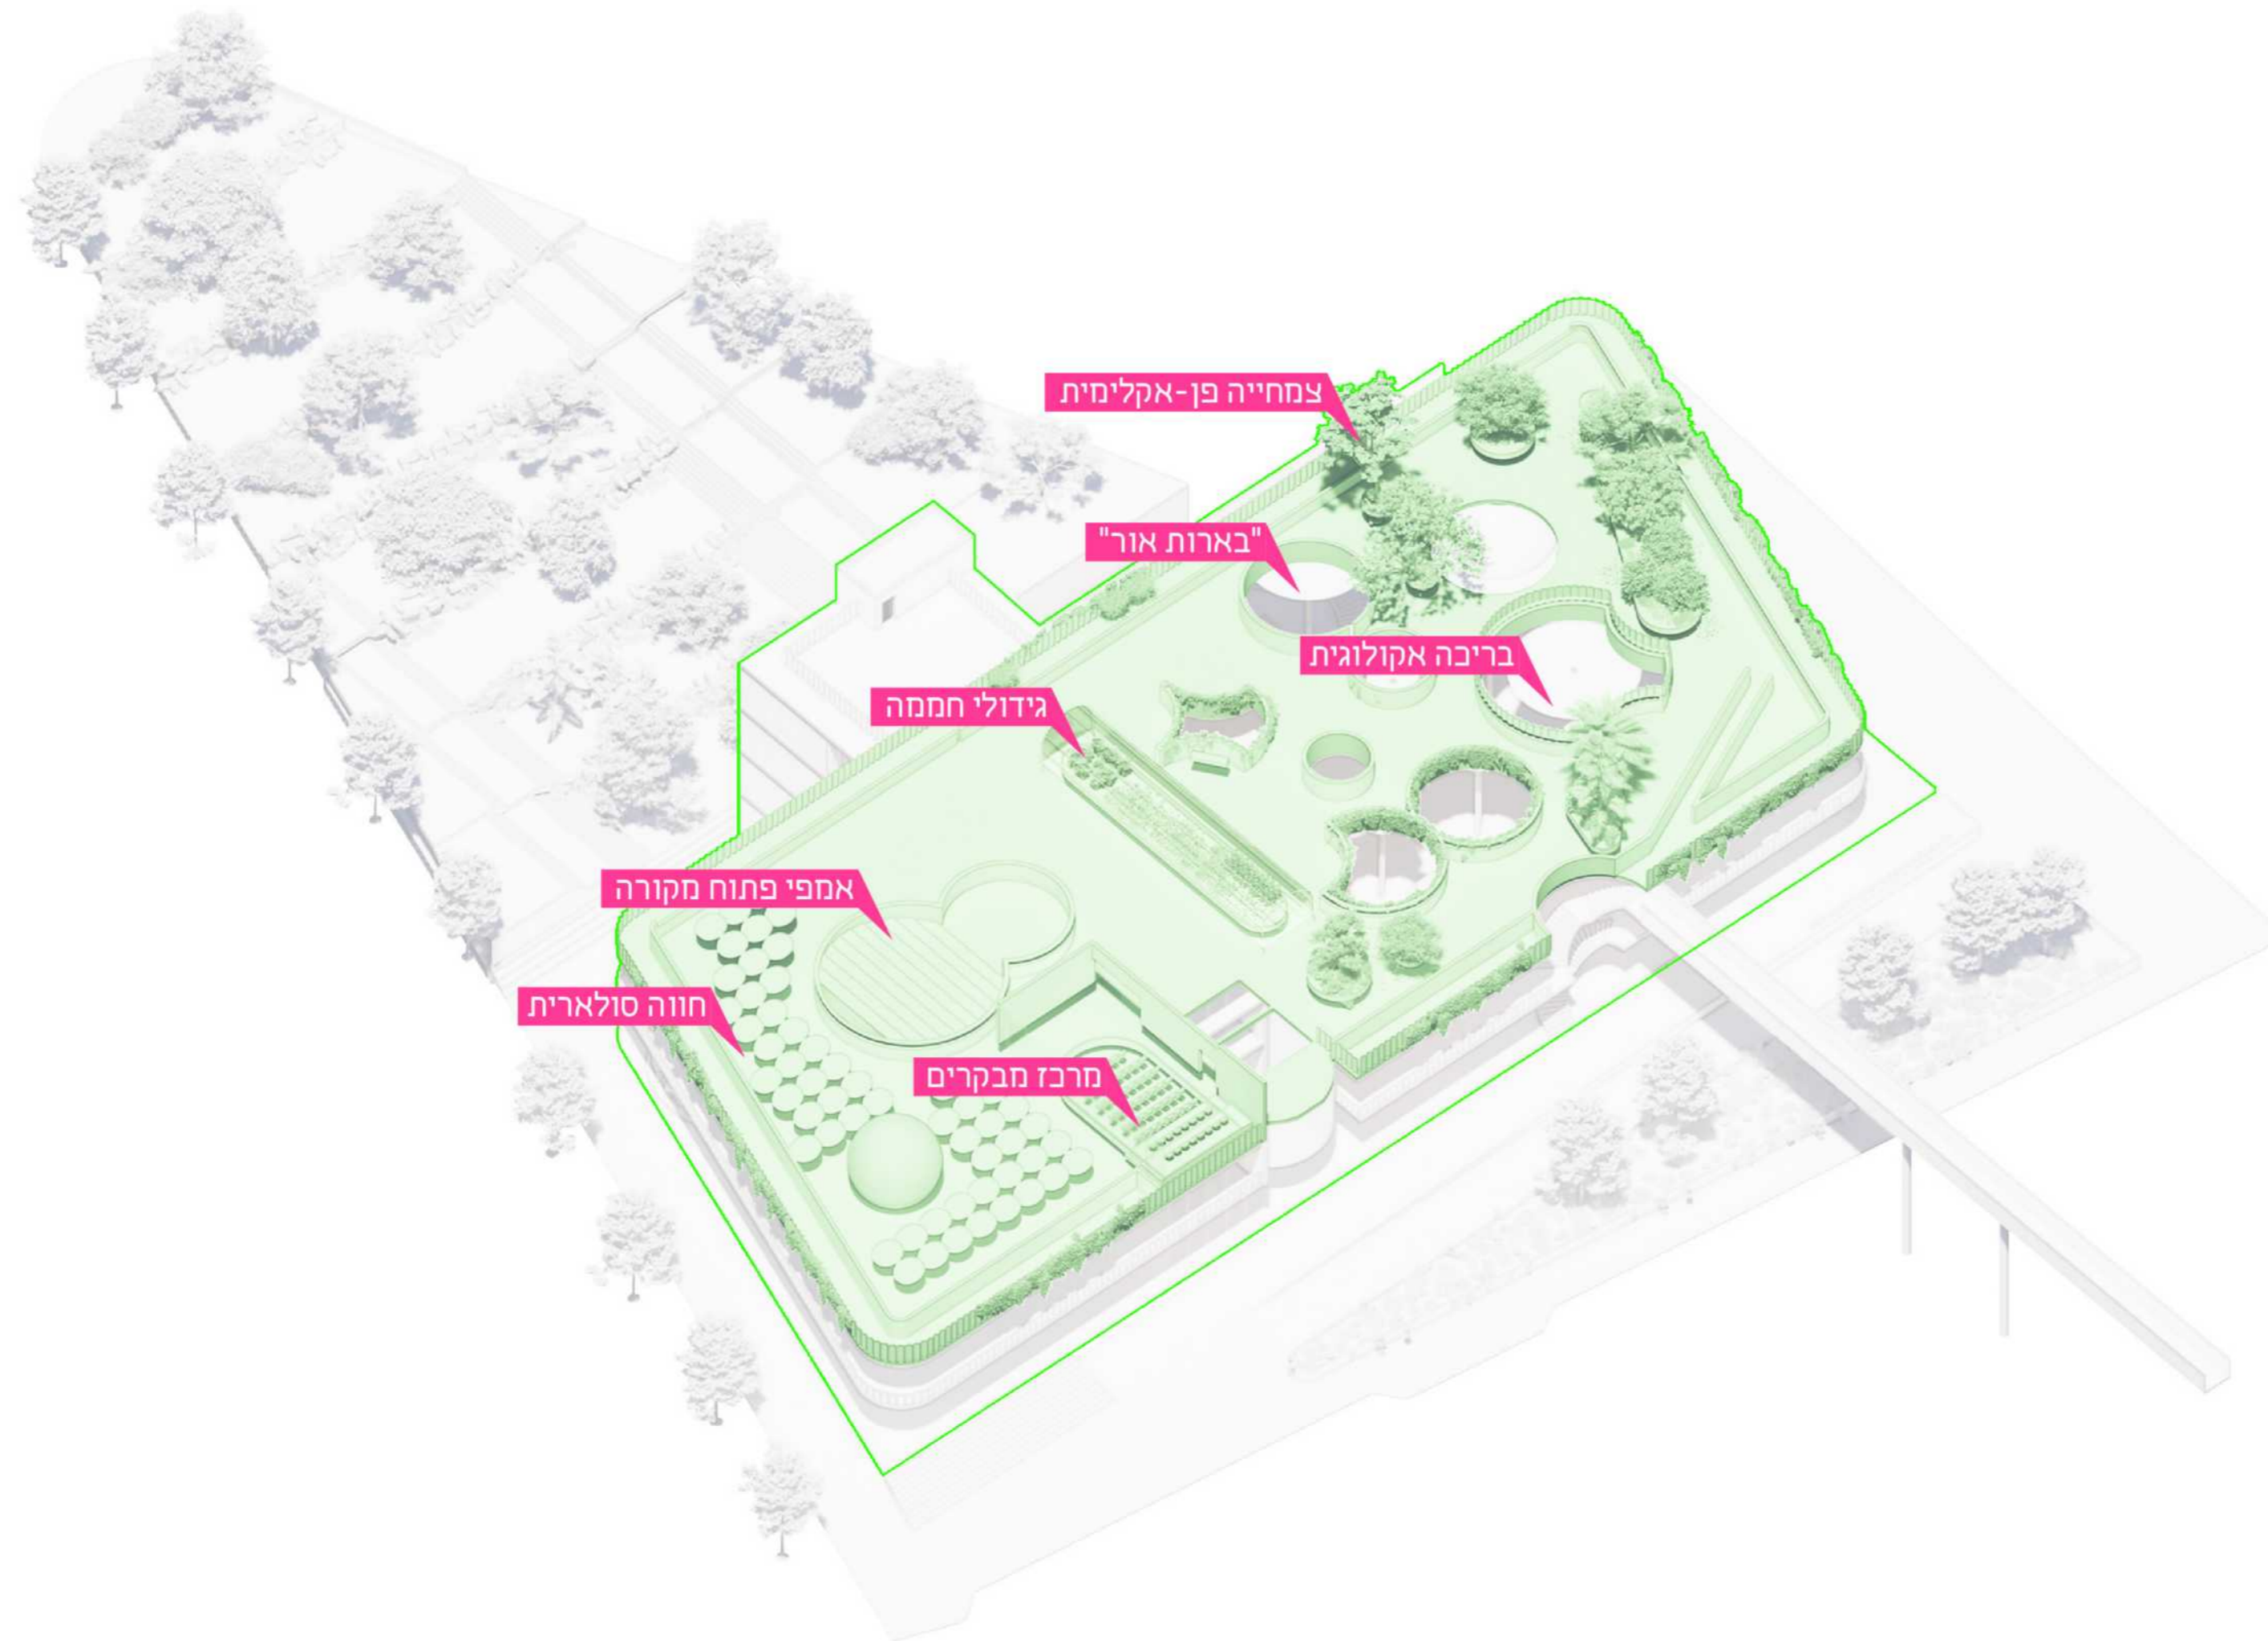 צמחייה פן-אקלימית
"בארות אור"
בריכה אקולוגית
גידולי חממה
אמפי פתוח מקורה
חווה סולארית
מרכז מבקרים